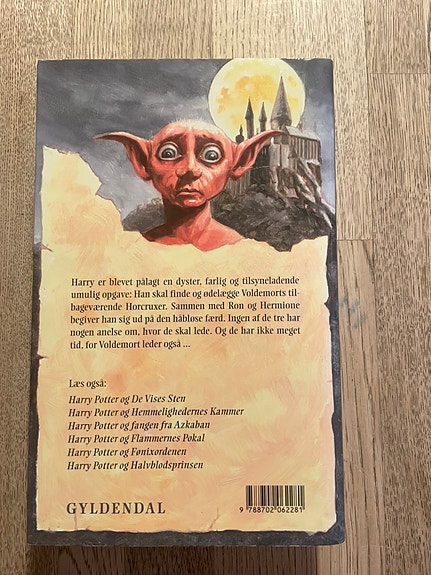 Harry er blevet pålagt en dyster, farlig og tilsyneladende
umulig opgave: Han skal finde og ødelægge Voldemorts til-
bageværende Horcruxer. Sammen med Ron og Hermione
begiver han sig ud på den håbløse færd. Ingen af de tre har
nogen anelse om, hvor de skal lede. Og de har ikke meget
tid, for Voldemort leder også ...
Læs også:
Harry Potter og De Vises Sten
Harry Potter og Hemmelighedernes Kammer
Harry Potter og fangen fra Azkaban
Harry Potter og Flammernes Pokal
Harry Potter og Fønixordenen
Harry Potter og Halvblodsprinsen
GYLDENDAL
9 788702 062281